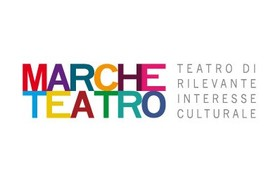 MARCHE
TEATRO
TEATRO DI
RILEVANTE
INTERESSE
CULTURALE